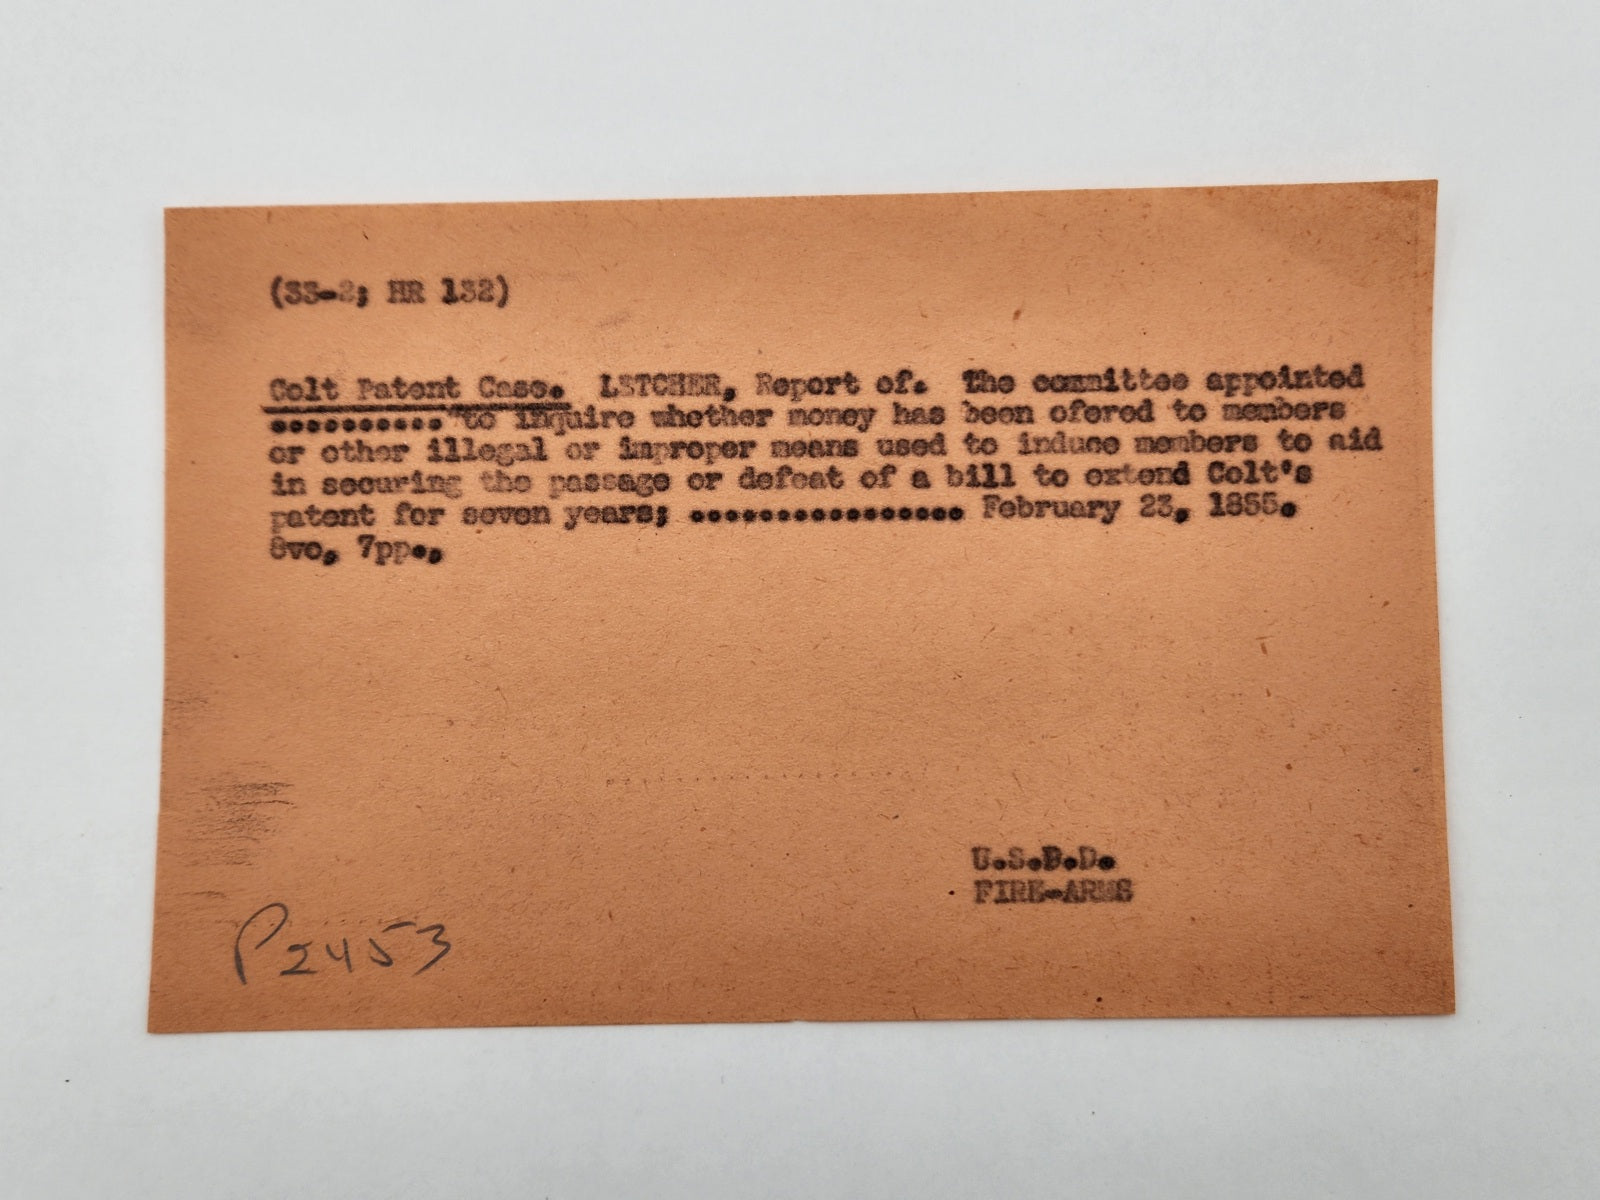 (33-2; HR 132)
Colt Patent Case. LETCHER, Report of. The committee appointed
.......... "to inquire whether money has been ofered to members
or other illegal or improper means used to induce members to aid
in securing the passage or defeat of a bill to extend Colt's
patent for seven years; ................ February 23, 1855.
8vo, 7pp.,
U.S.D.D.
FIRE-ARMS
P2453